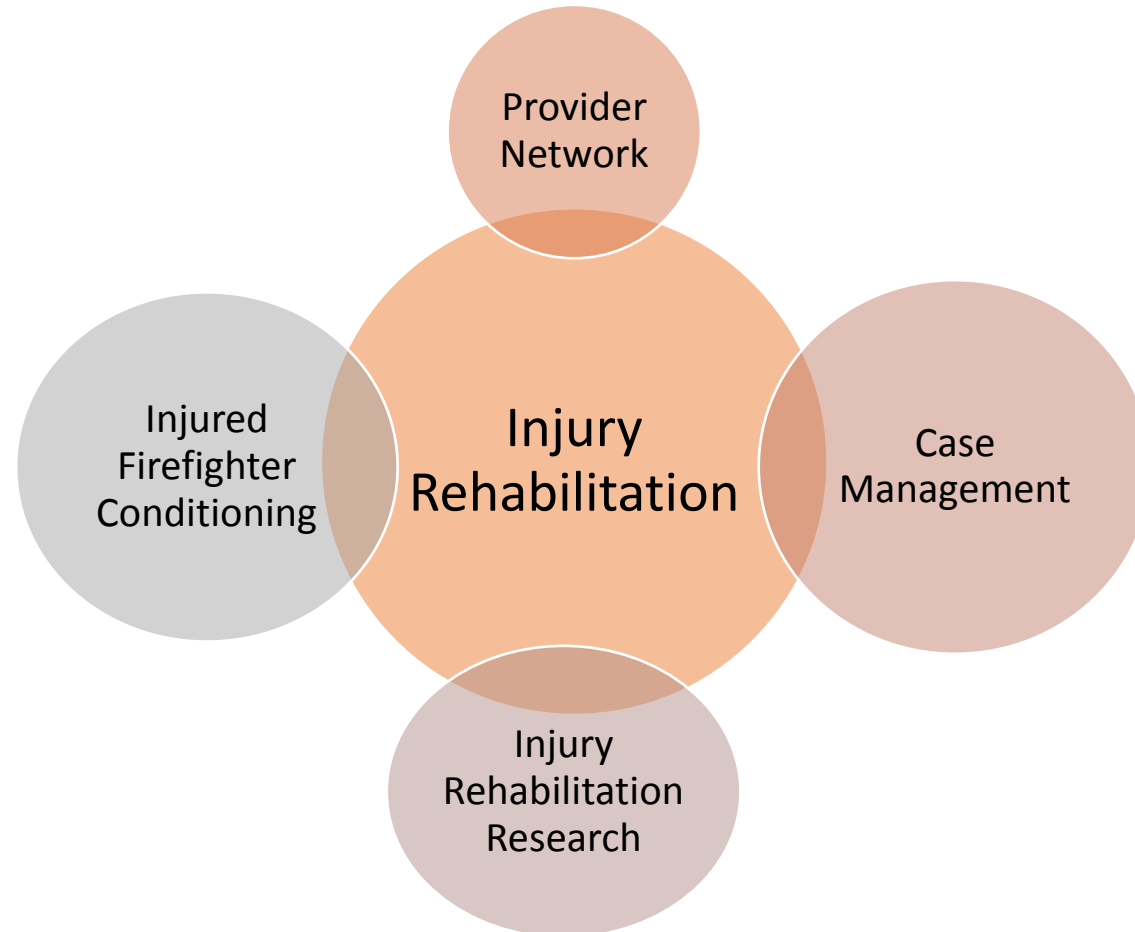 Provider
Network
Injured
Firefighter
Conditioning
Injury
Rehabilitation
Case
Management
Injury
Rehabilitation
Research